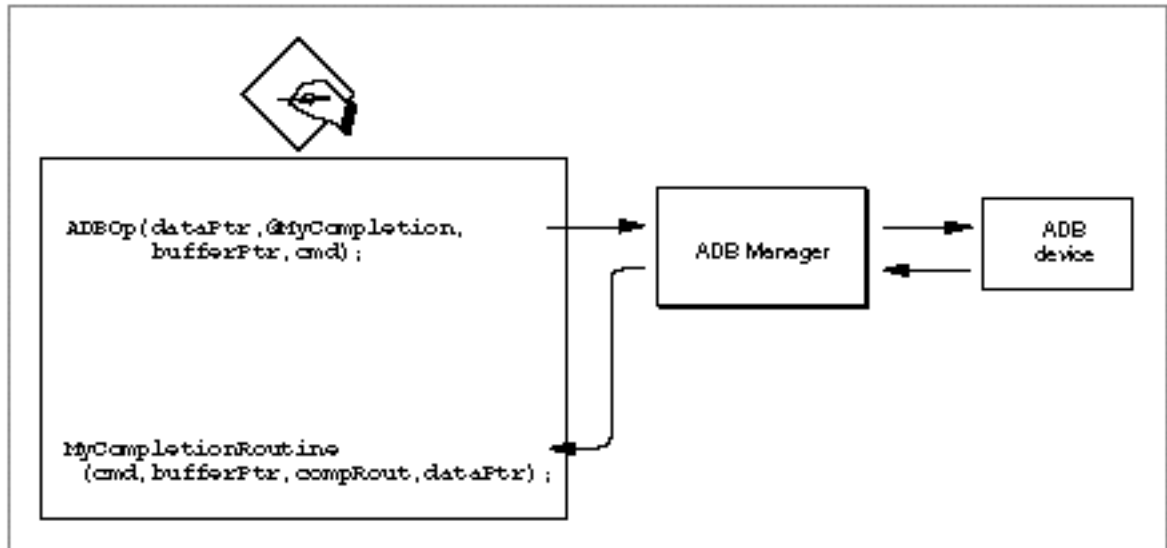 ADBOp(dataPtr,@MyCompletion,
bufferPtr,cmd);
ADB Manager
ADB
device
MyCompletionRoutine
(cmd,bufferPtr,compRout,dataPtr);